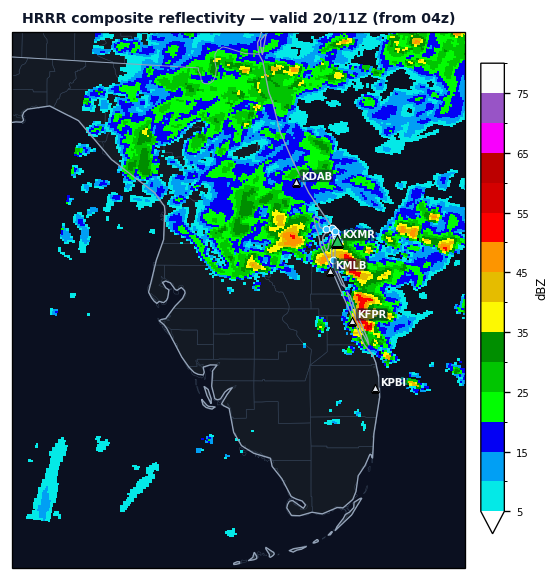 HRRR composite reflectivity — valid 20/11Z (from 04z)
KDAB
KXMR
KMLB
KFPR
KPBI
75
65
55
45
35
25
15
5
dBZ